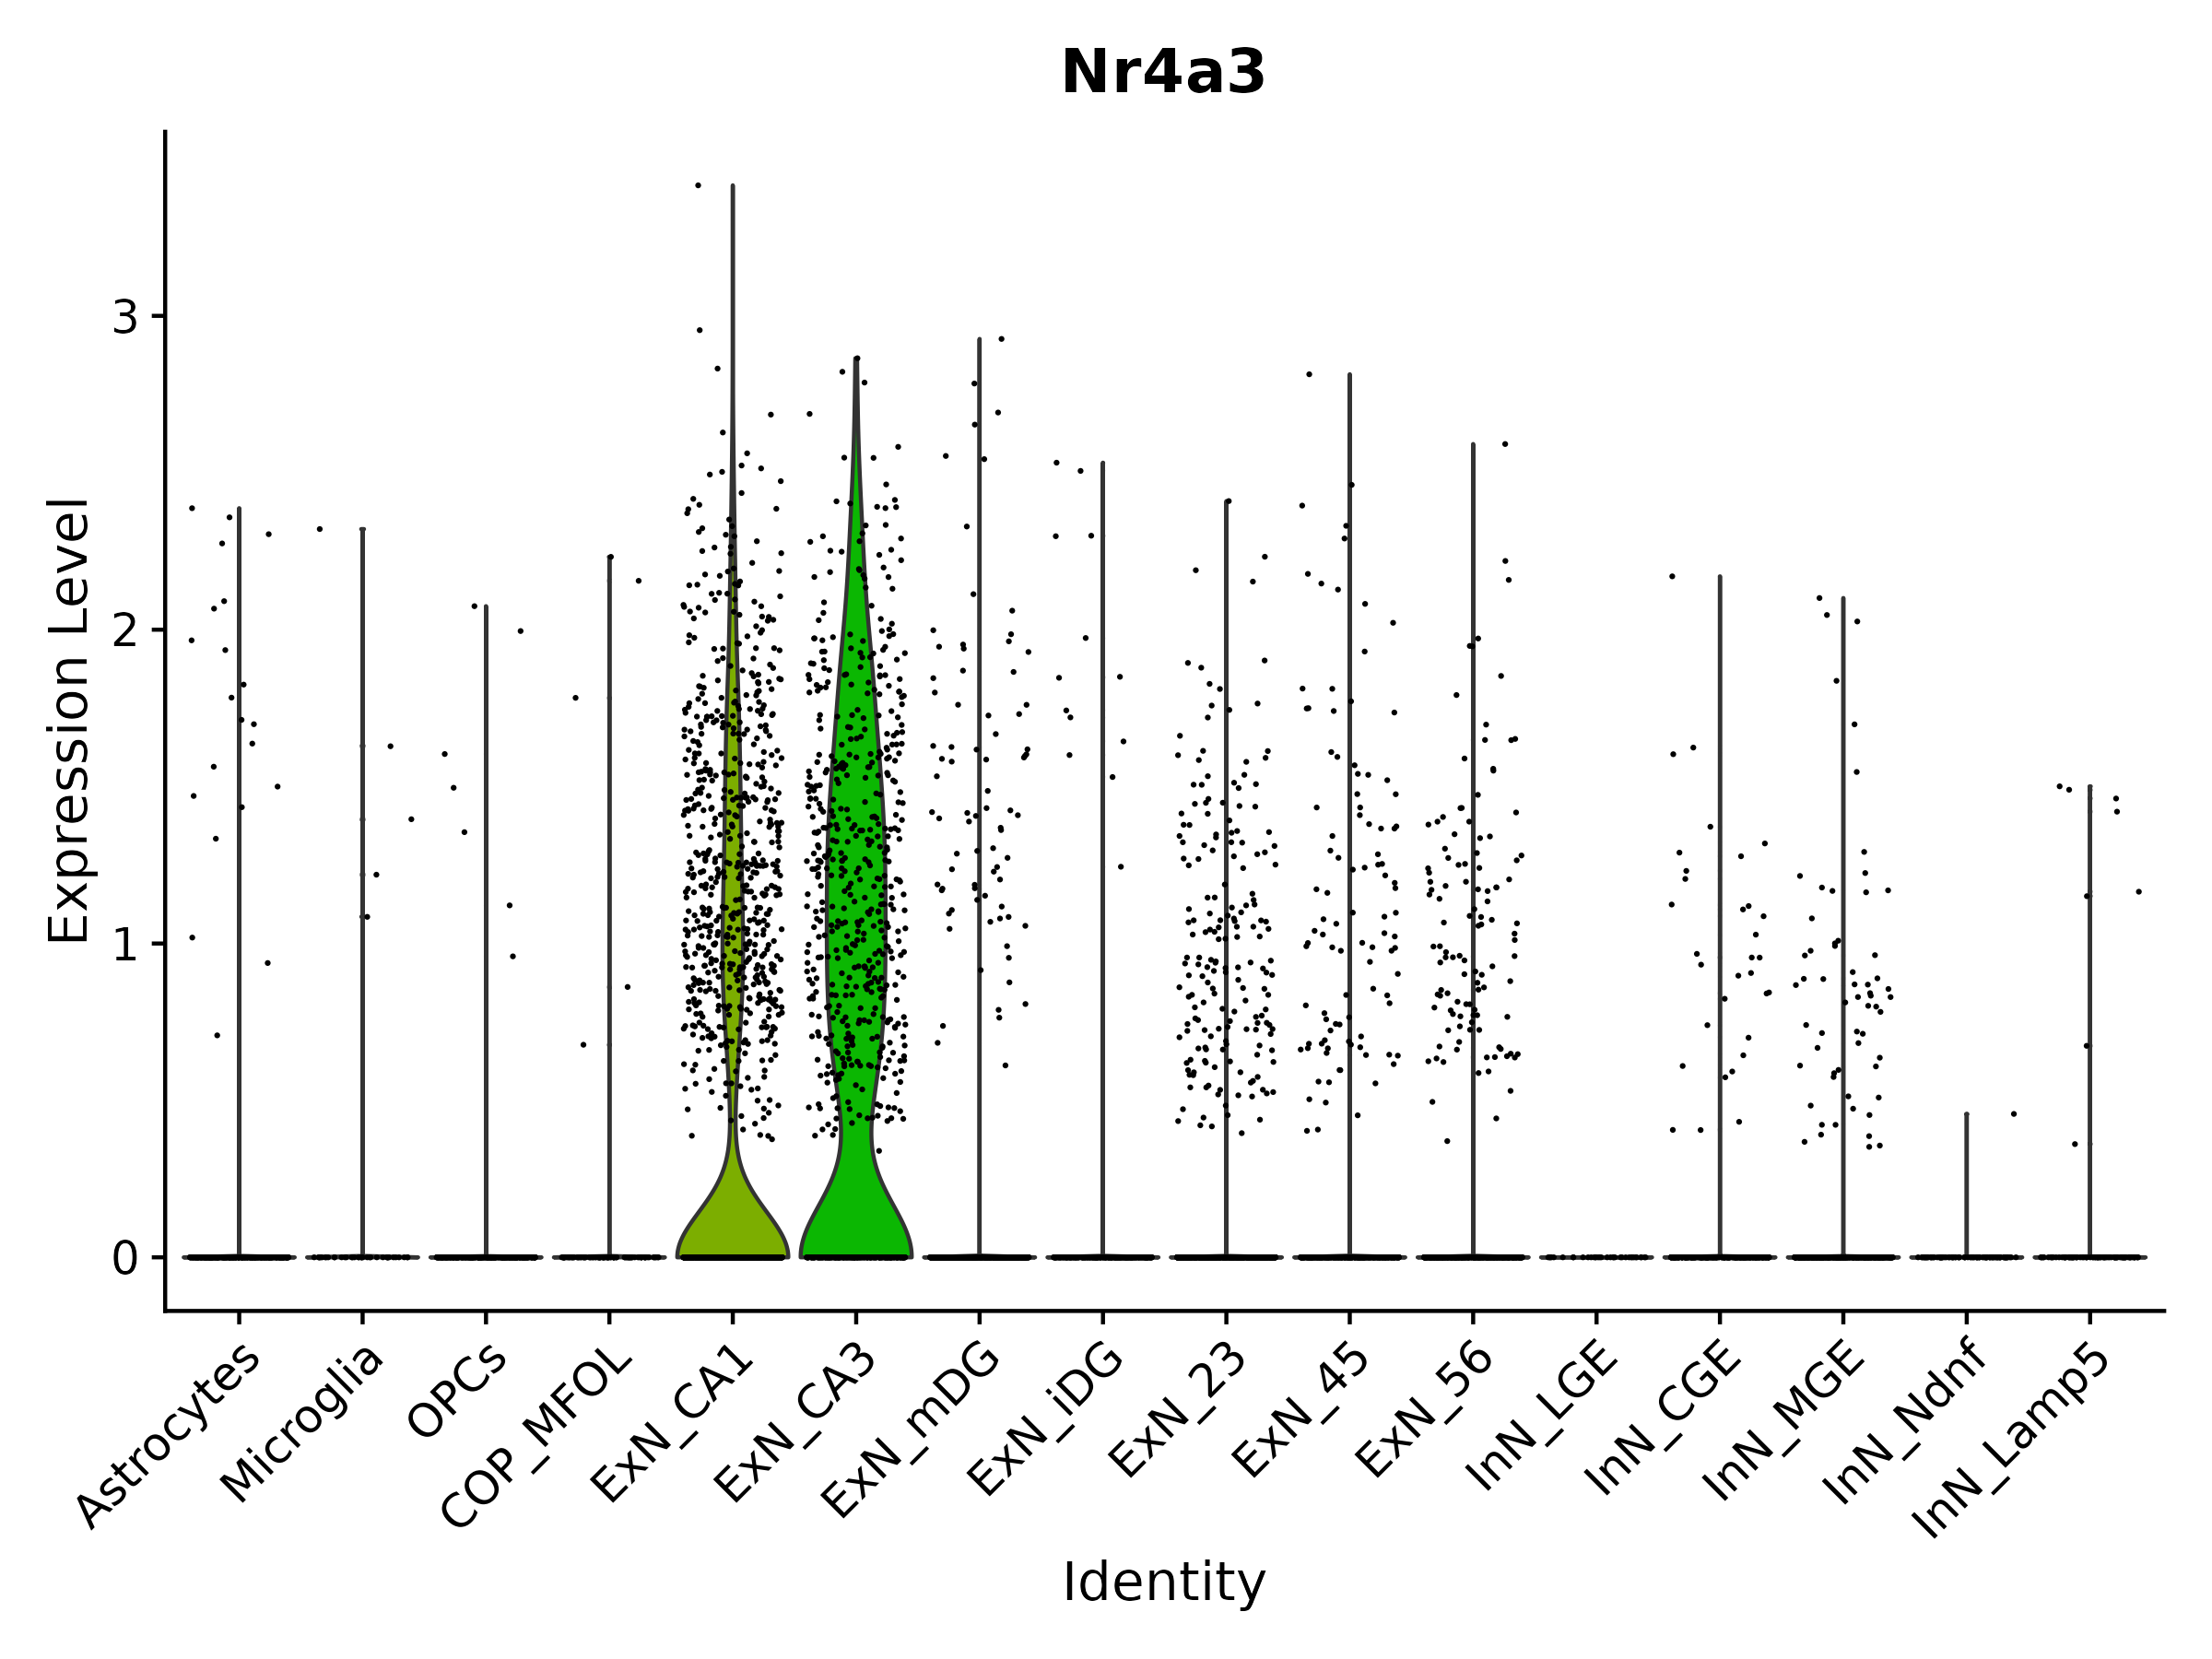 Nr4a3
Expression Level
3
2
1
0
Astrocytes
Microglia
OPCs
COP_MFOL
ExN_CA1
ExN_CA3
ExN_mDG
ExN_iDG
ExN_23
ExN_45
ExN_56
InN_LGE
InN_CGE
InN_MGE
InN_Ndnf
InN_Lamp5
Identity